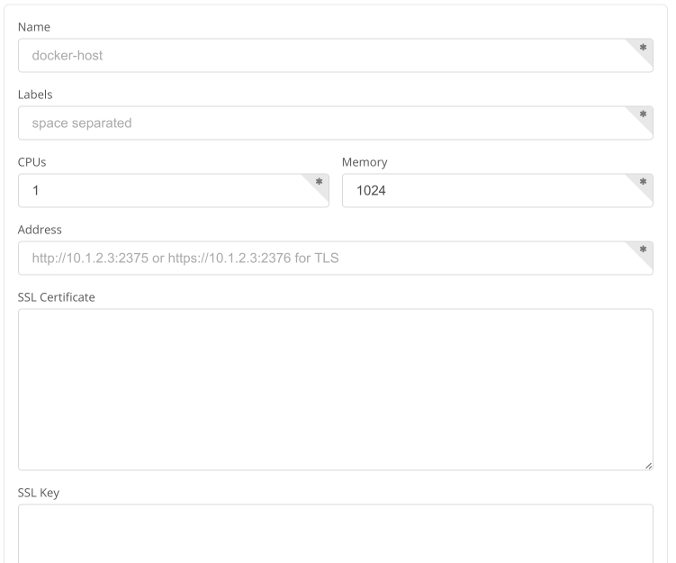 Name
docker-host
*
Labels
space separated
*
CPUs
Memory
1
*
1024
*
Address
http://10.1.2.3:2375 or https://10.1.2.3:2376 for TLS
*
SSL Certificate
SSL Key